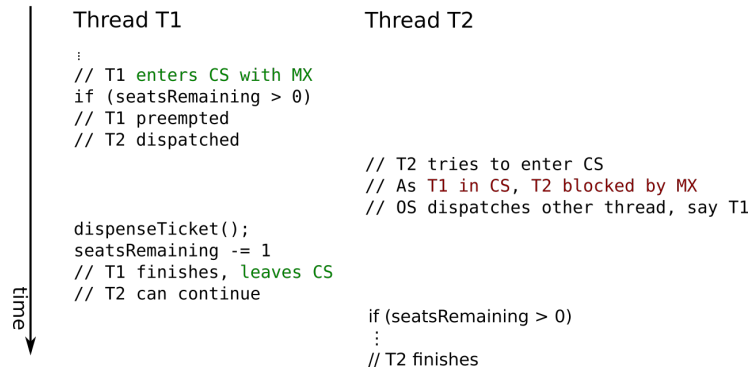 Thread T1
⋮
// T1 enters CS with MX
if (seatsRemaining > 0)
// T1 preempted
// T2 dispatched
dispenseTicket();
seatsRemaining -= 1
// T1 finishes, leaves CS
// T2 can continue
Thread T2
// T2 tries to enter CS
// As T1 in CS, T2 blocked by MX
// OS dispatches other thread, say T1
if (seatsRemaining > 0)
⋮
// T2 finishes
time